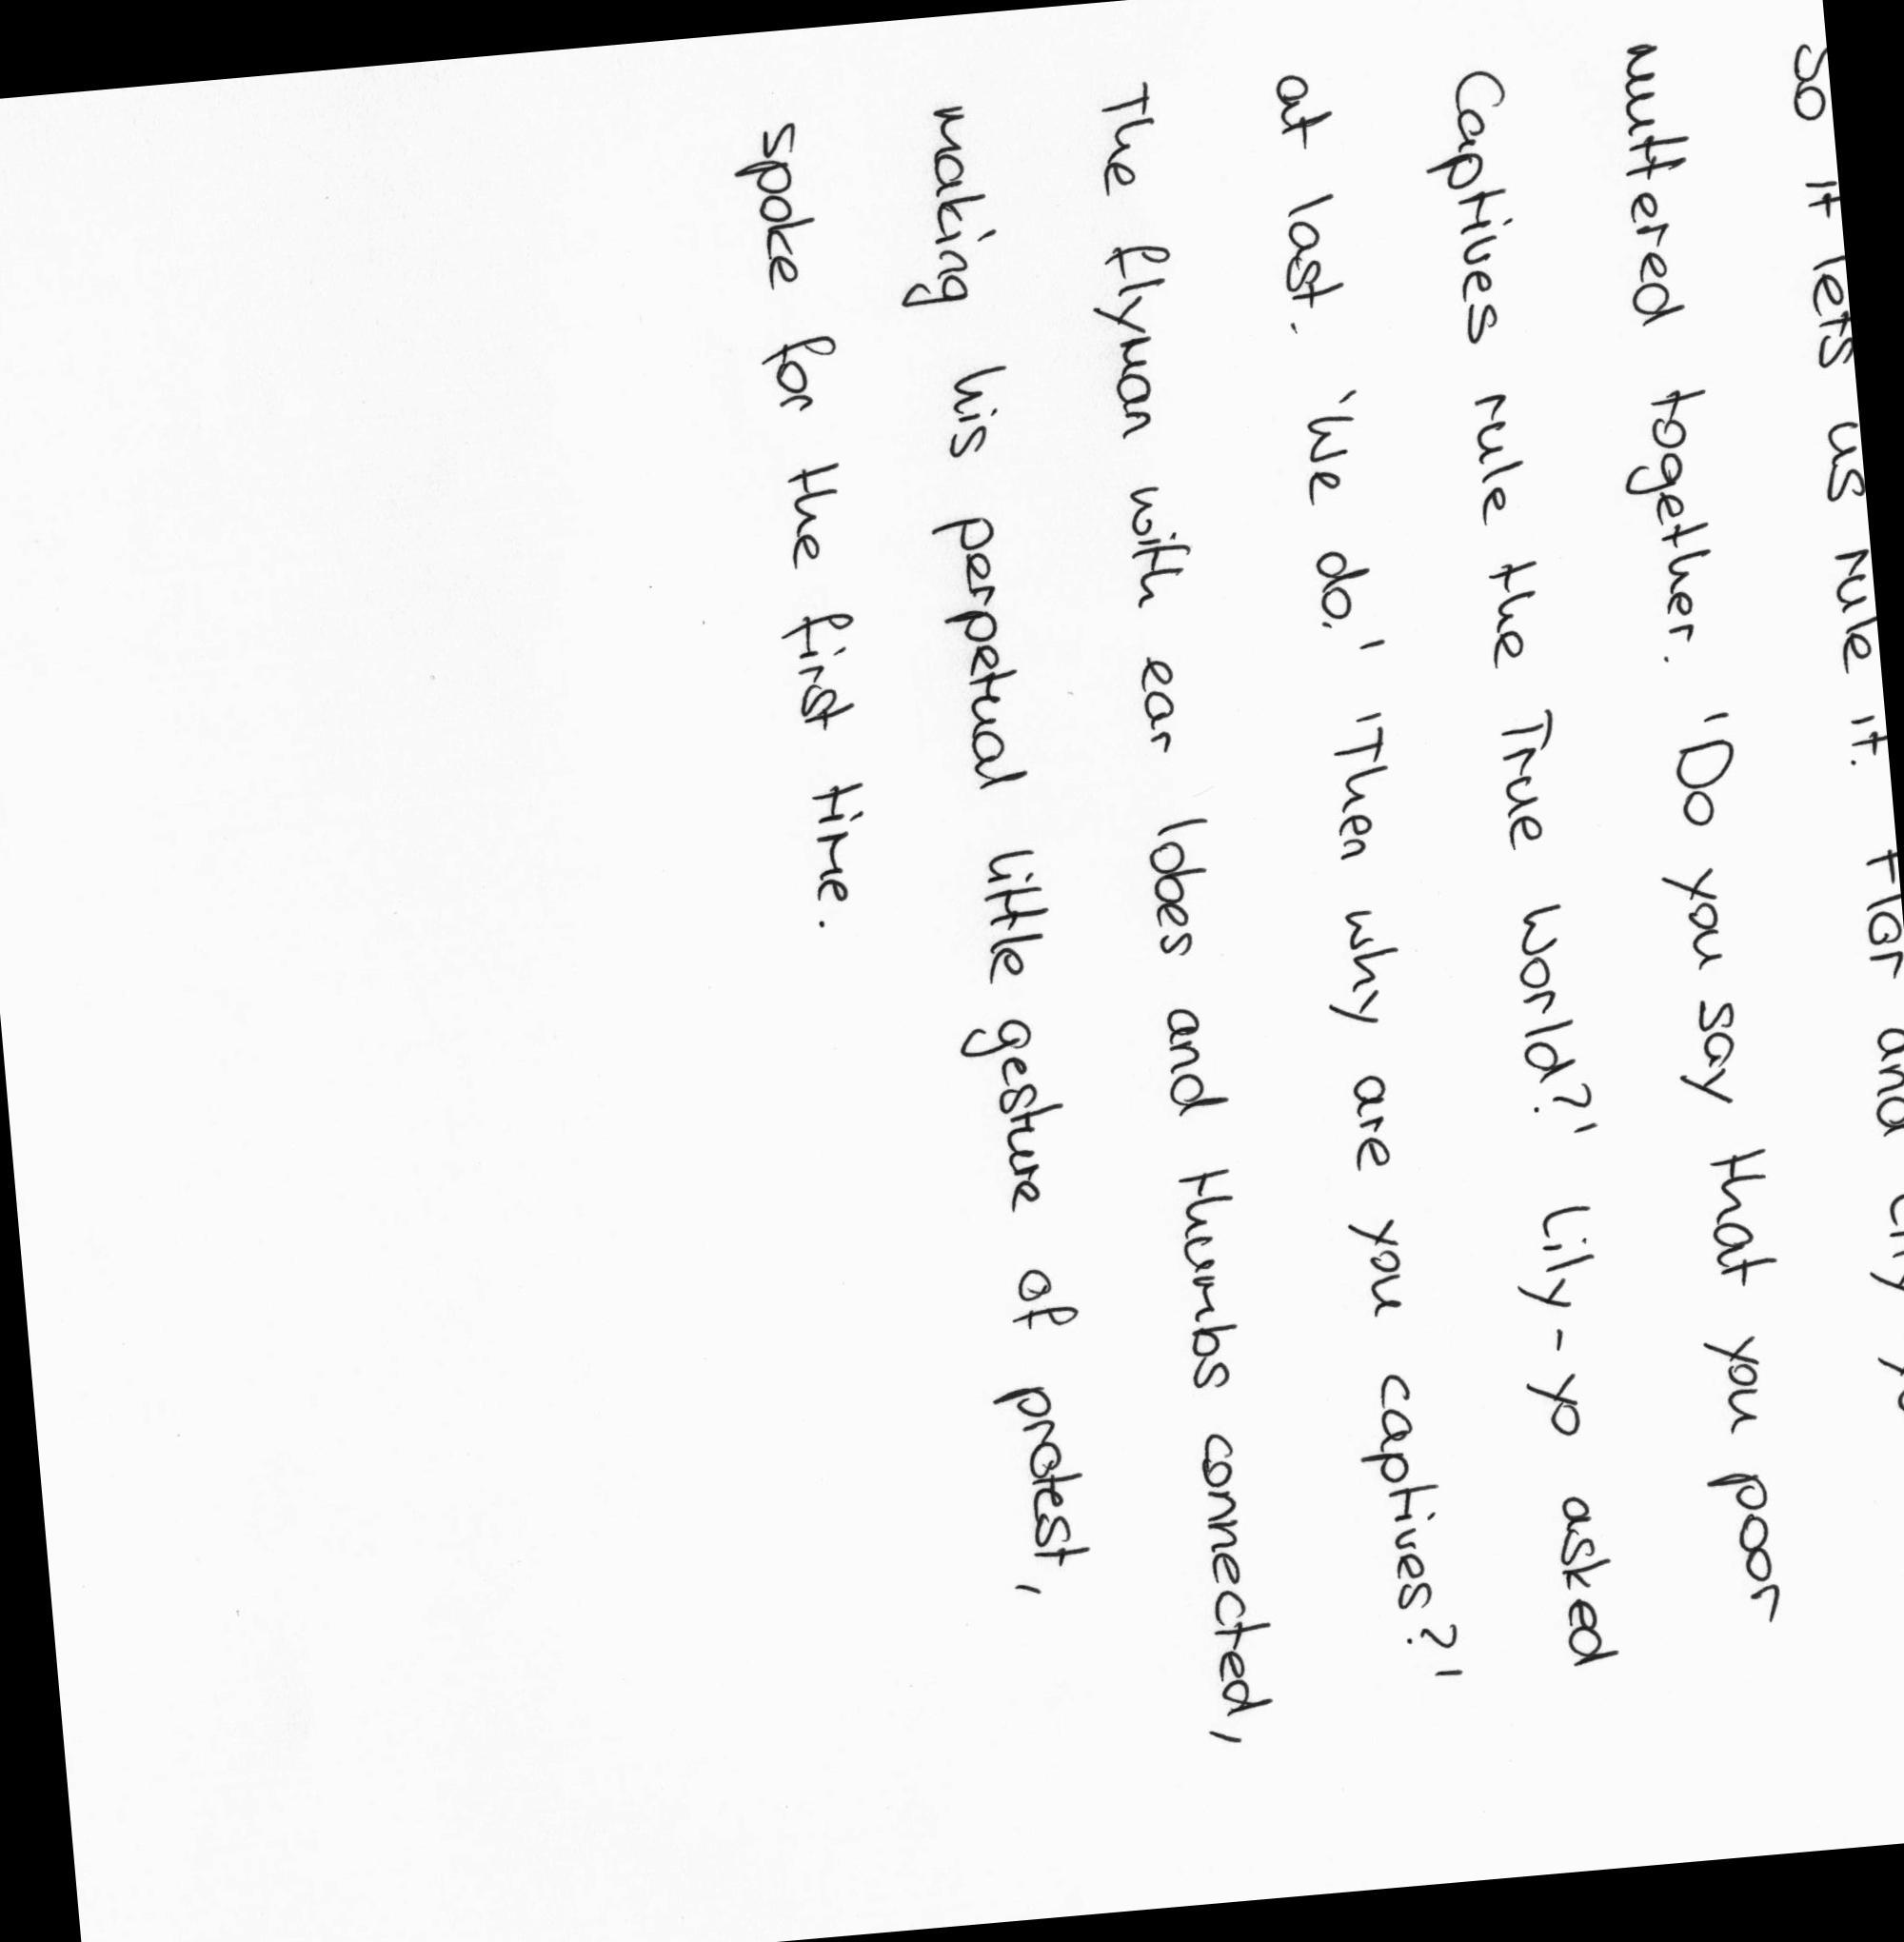 So it lets us rule it. Flor and Lily
muttered together. "Do you say that you poor
Captives rule the True World?' Lily-yo asked
at last. 'We do.' "Then why are you captives?"
The flyman with ear lobes and thumbs connected,
making his perpetual little gesture of protest,
spoke for the first time.